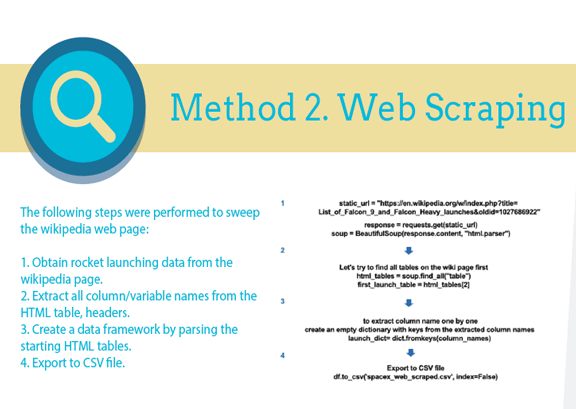 Method 2. Web Scraping
The following steps were performed to sweep
the wikipedia web page:
1. Obtain rocket launching data from the
wikipedia page.
2. Extract all column/variable names from the
HTML table, headers.
3. Create a data framework by parsing the
starting HTML tables.
4. Export to CSV file.
1
static_url = "https://en.wikipedia.org/w/index.php?title=
List_of_Falcon_9_and_Falcon_Heavy_launches&oldid=1027686922"
response = requests.get(static_url)
soup = BeautifulSoup(response.content, "html.parser")
2
Let's try to find all tables on the wiki page first
html_tables = soup.find_all("table")
first_launch_table = html_tables[2]
3
to extract column name one by one
create an empty dictionary with keys from the extracted column names
launch_dict= dict.fromkeys(column_names)
4
Export to CSV file
df.to_csv('spacex_web_scraped.csv', index=False)